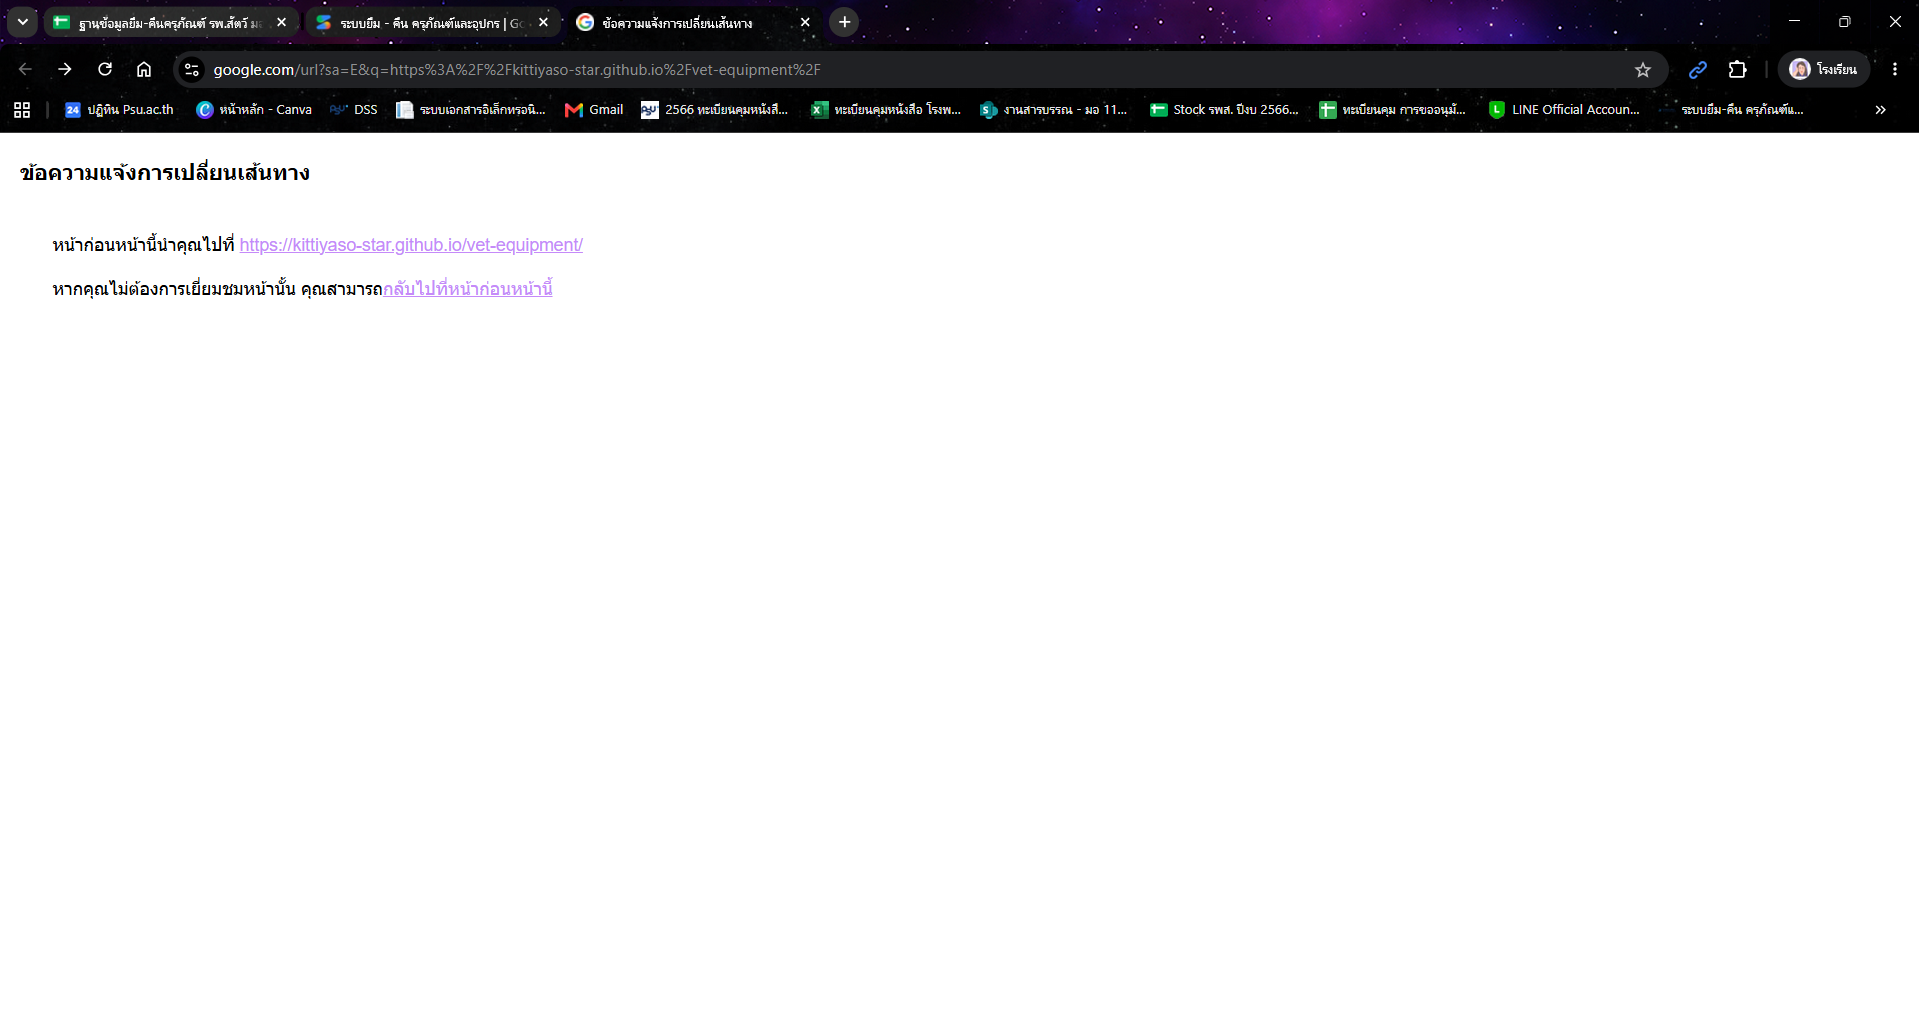 ฐานข้อมูลยืม-คืนครุภัณฑ์ รพ.สัตว์
ระบบยืม - คืน ครุภัณฑ์และอุปกร | Go
ข้อความแจ้งการเปลี่ยนเส้นทาง
google.com/url?sa=E&q=https%3A%2F%2Fkittiyaso-star.github.io%2Fvet-equipment%2F
โรงเรียน
24 ปฏิทิน Psu.ac.th
หน้าหลัก - Canva
DSS
ระบบเอกสารอิเล็กทรอนิ...
Gmail
2566 ทะเบียนคุมหนังสื...
ทะเบียนคุมหนังสือ โรงพ...
งานสารบรรณ - มอ 11...
Stock รพส. ปีงบ 2566...
ทะเบียนคุม การขออนุมั...
LINE Official Accoun...
ระบบยืม-คืน ครุภัณฑ์แ...
ข้อความแจ้งการเปลี่ยนเส้นทาง
หน้าก่อนหน้านี้นำคุณไปที่ https://kittiyaso-star.github.io/vet-equipment/
หากคุณไม่ต้องการเยี่ยมชมหน้านั้น คุณสามารถกลับไปที่หน้าก่อนหน้านี้